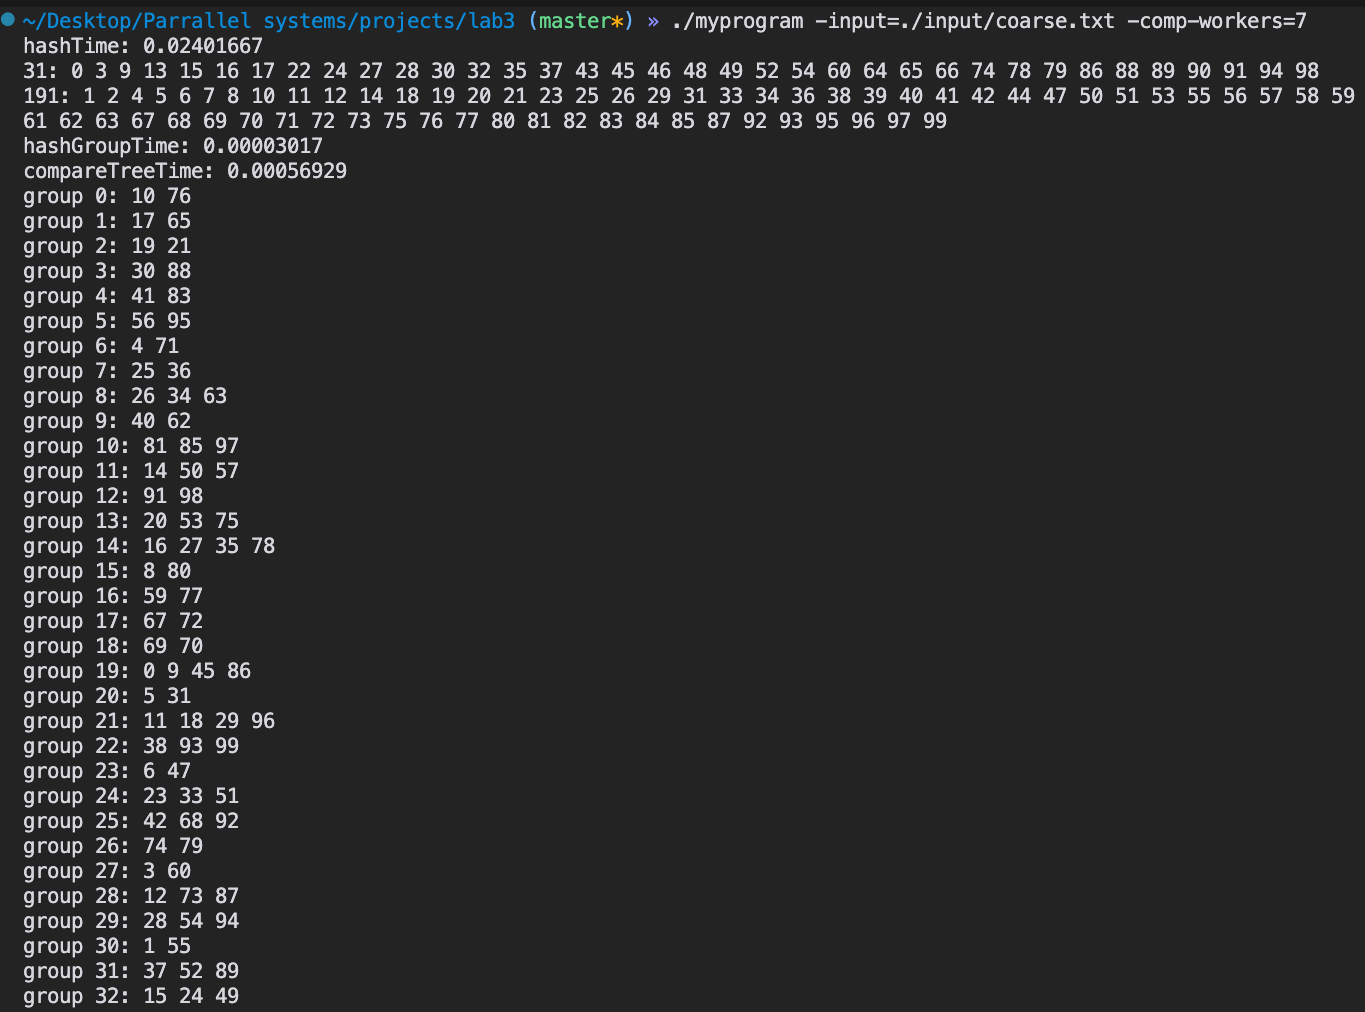 ~/Desktop/Parrallel systems/projects/lab3 (master*) » ./myprogram -input=./input/coarse.txt -comp-workers=7
hashTime: 0.02401667
31: 0 3 9 13 15 16 17 22 24 27 28 30 32 35 37 43 45 46 48 49 52 54 60 64 65 66 74 78 79 86 88 89 90 91 94 98
191: 1 2 4 5 6 7 8 10 11 12 14 18 19 20 21 23 25 26 29 31 33 34 36 38 39 40 41 42 44 47 50 51 53 55 56 57 58 59
61 62 63 67 68 69 70 71 72 73 75 76 77 80 81 82 83 84 85 87 92 93 95 96 97 99
hashGroupTime: 0.00003017
compareTreeTime: 0.00056929
group 0: 10 76
group 1: 17 65
group 2: 19 21
group 3: 30 88
group 4: 41 83
group 5: 56 95
group 6: 4 71
group 7: 25 36
group 8: 26 34 63
group 9: 40 62
group 10: 81 85 97
group 11: 14 50 57
group 12: 91 98
group 13: 20 53 75
group 14: 16 27 35 78
group 15: 8 80
group 16: 59 77
group 17: 67 72
group 18: 69 70
group 19: 0 9 45 86
group 20: 5 31
group 21: 11 18 29 96
group 22: 38 93 99
group 23: 6 47
group 24: 23 33 51
group 25: 42 68 92
group 26: 74 79
group 27: 3 60
group 28: 12 73 87
group 29: 28 54 94
group 30: 1 55
group 31: 37 52 89
group 32: 15 24 49